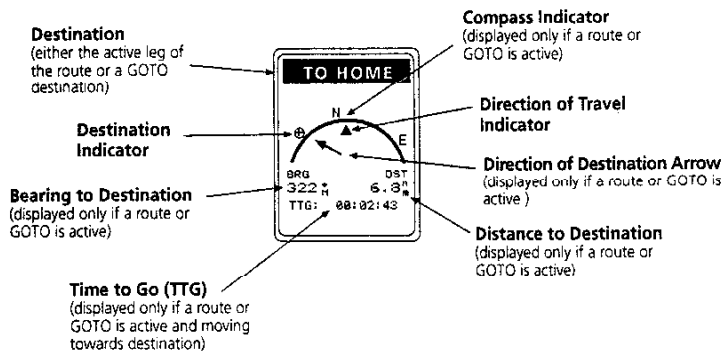 Compass Indicator
(displayed only if a route or
GOTO is active)
Destination
(either the active leg of
the route or a GOTO
destination)
TO HOME
N
E
Direction of Travel
Indicator
Destination
Indicator
Direction of Destination Arrow
(displayed only if a route or GOTO is
active )
BRG DST
322°M 6.8nm
TTG: 00:02:43
Bearing to Destination
(displayed only if a route or
GOTO is active)
Distance to Destination
(displayed only if a route or
GOTO is active)
Time to Go (TTG)
(displayed only if a route or
GOTO is active and moving
towards destination)